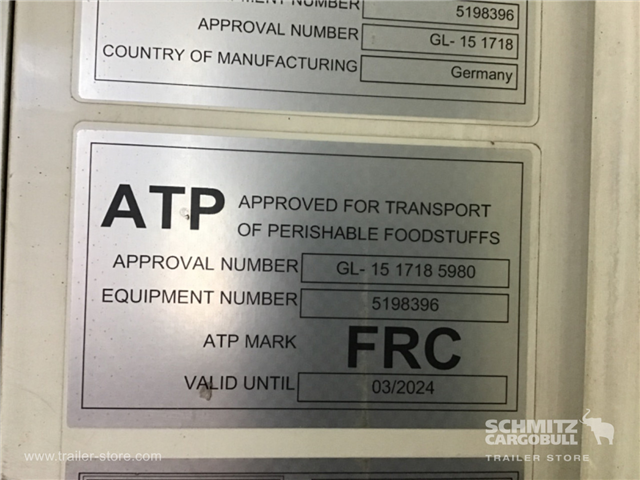 EQUIPMENT NUMBER 5198396
APPROVAL NUMBER GL- 15 1718
COUNTRY OF MANUFACTURING Germany
ATP APPROVED FOR TRANSPORT
OF PERISHABLE FOODSTUFFS
APPROVAL NUMBER GL- 15 1718 5980
EQUIPMENT NUMBER 5198396
ATP MARK FRC
VALID UNTIL 03/2024
SCHMITZ
CARGOBULL
www.trailer-store.com TRAILER STORE